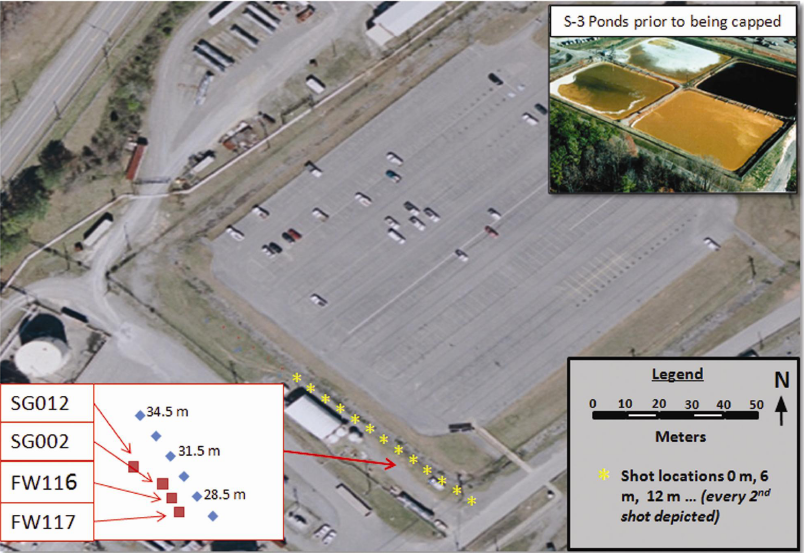 S-3 Ponds prior to being capped
SG012
SG002
FW116
FW117
34.5 m
31.5 m
28.5 m
Legend
N
0 10 20 30 40 50
Meters
Shot locations 0 m, 6
m, 12 m ... (every 2nd
shot depicted)